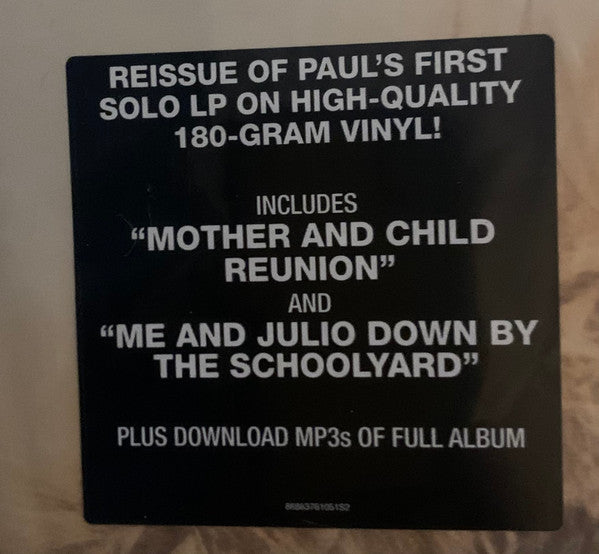 REISSUE OF PAUL'S FIRST
SOLO LP ON HIGH-QUALITY
180-GRAM VINYL!
INCLUDES
“MOTHER AND CHILD
REUNION”
AND
“ME AND JULIO DOWN BY
THE SCHOOLYARD”
PLUS DOWNLOAD MP3s OF FULL ALBUM